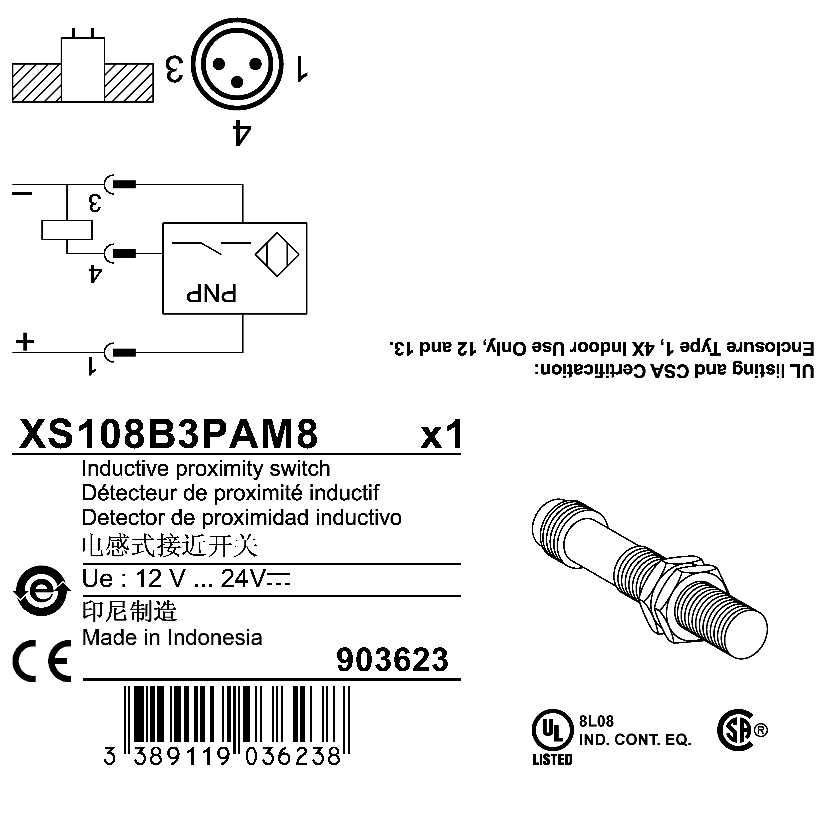 3
1
4
−
3
4
PNP
+
1
UL listing and CSA Certification:
Enclosure Type 1, 4X Indoor Use Only, 12 and 13.
XS108B3PAM8 x1
Inductive proximity switch
Détecteur de proximité inductif
Detector de proximidad inductivo
电感式接近开关
Ue : 12 V ... 24V⎓
印尼制造
Made in Indonesia
e
CE
903623
3 389119 036238
UL
LISTED
8L08
IND. CONT. EQ.
SA ®